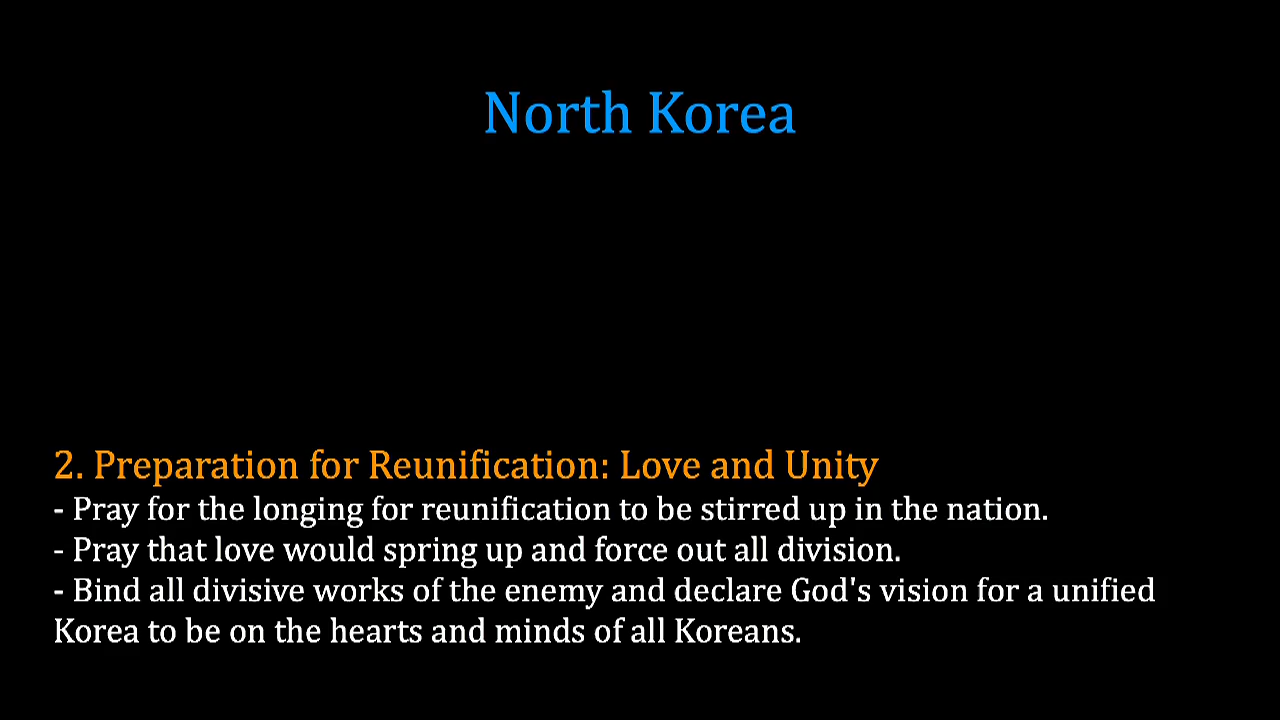 North Korea
2. Preparation for Reunification: Love and Unity
- Pray for the longing for reunification to be stirred up in the nation.
- Pray that love would spring up and force out all division.
- Bind all divisive works of the enemy and declare God's vision for a unified
Korea to be on the hearts and minds of all Koreans.